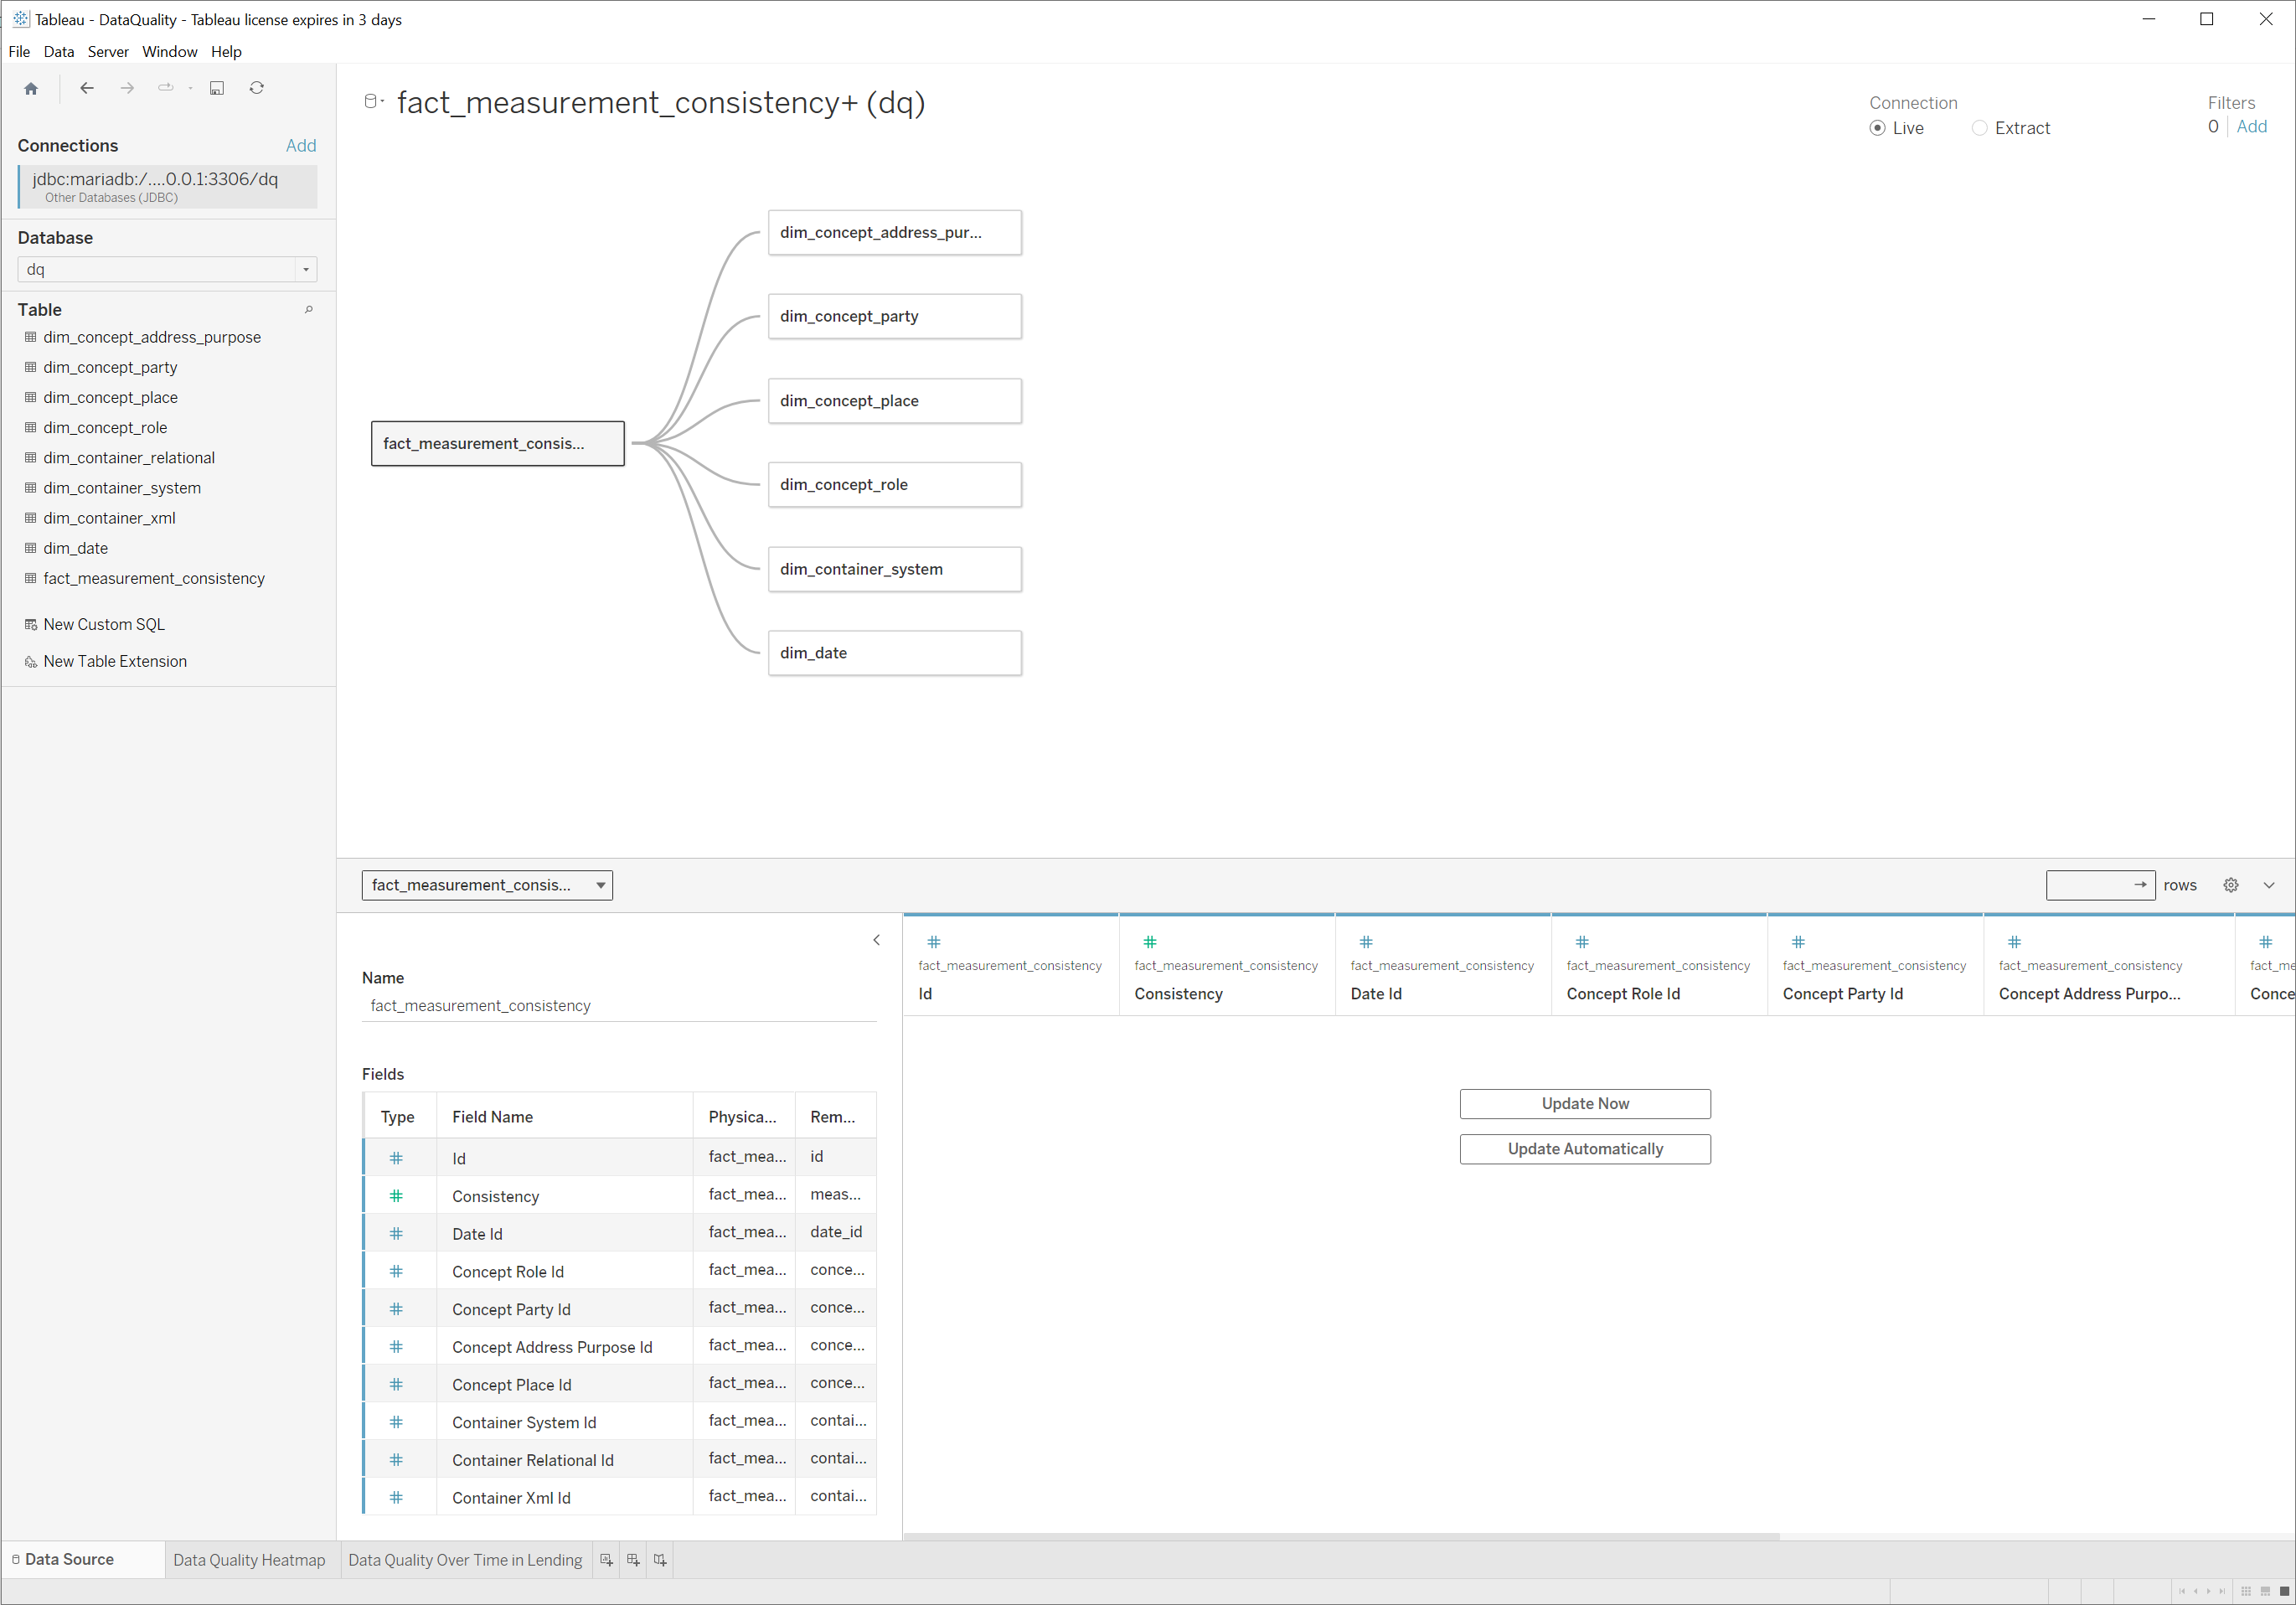 Tableau - DataQuality - Tableau license expires in 3 days
File Data Server Window Help
Connections Add
jdbc:mariadb:/....0.0.1:3306/dq
Other Databases (JDBC)
Database
dq
Table
dim_concept_address_purpose
dim_concept_party
dim_concept_place
dim_concept_role
dim_container_relational
dim_container_system
dim_container_xml
dim_date
fact_measurement_consistency
New Custom SQL
New Table Extension
fact_measurement_consistency+ (dq)
Connection
Live Extract
Filters
0 Add
fact_measurement_consis...
dim_concept_address_pur...
dim_concept_party
dim_concept_place
dim_concept_role
dim_container_system
dim_date
fact_measurement_consis... rows
Name
fact_measurement_consistency
Fields
Type Field Name Physica... Rem...
Id fact_mea... id
Consistency fact_mea... meas...
Date Id fact_mea... date_id
Concept Role Id fact_mea... conce...
Concept Party Id fact_mea... conce...
Concept Address Purpose Id fact_mea... conce...
Concept Place Id fact_mea... conce...
Container System Id fact_mea... contai...
Container Relational Id fact_mea... contai...
Container Xml Id fact_mea... contai...
fact_measurement_consistency fact_measurement_consistency fact_measurement_consistency fact_measurement_consistency fact_measurement_consistency fact_measurement_consistency fact_me
Id Consistency Date Id Concept Role Id Concept Party Id Concept Address Purpo... Conce
Update Now
Update Automatically
Data Source Data Quality Heatmap Data Quality Over Time in Lending